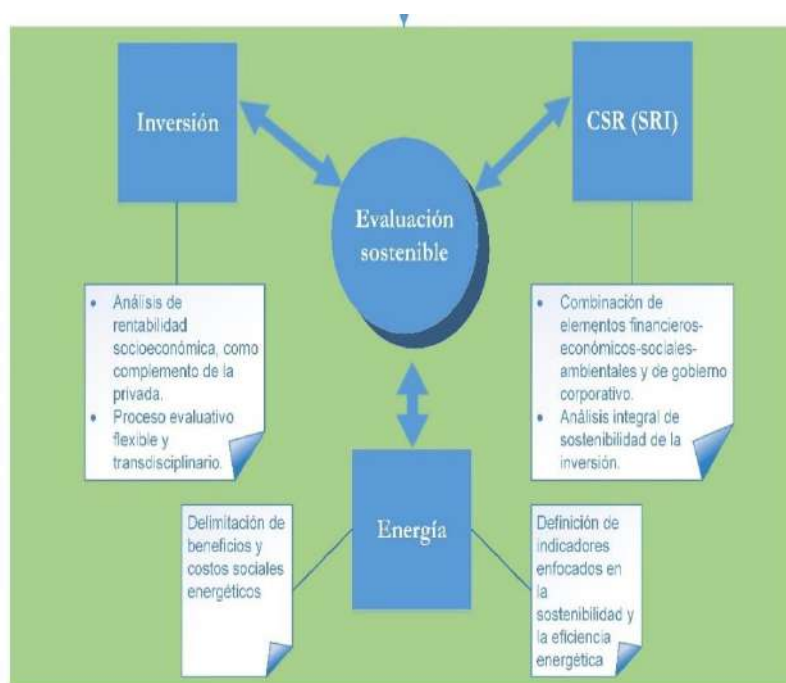 Inversión
CSR (SRI)
Evaluación
sostenible
• Análisis de
rentabilidad
socioeconómica, como
complemento de la
privada.
• Proceso evaluativo
flexible y
transdisciplinario.
• Combinación de
elementos financieros-
económicos-sociales-
ambientales y de gobierno
corporativo.
• Análisis integral de
sostenibilidad de la
inversión.
Energía
Delimitación de
beneficios y
costos sociales
energéticos
Definición de
indicadores
enfocados en
la
sostenibilidad y
la eficiencia
energética